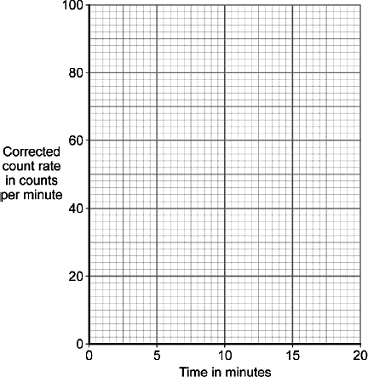 100
80
60
40
20
0
Corrected
count rate
in counts
per minute
0 5 10 15 20
Time in minutes